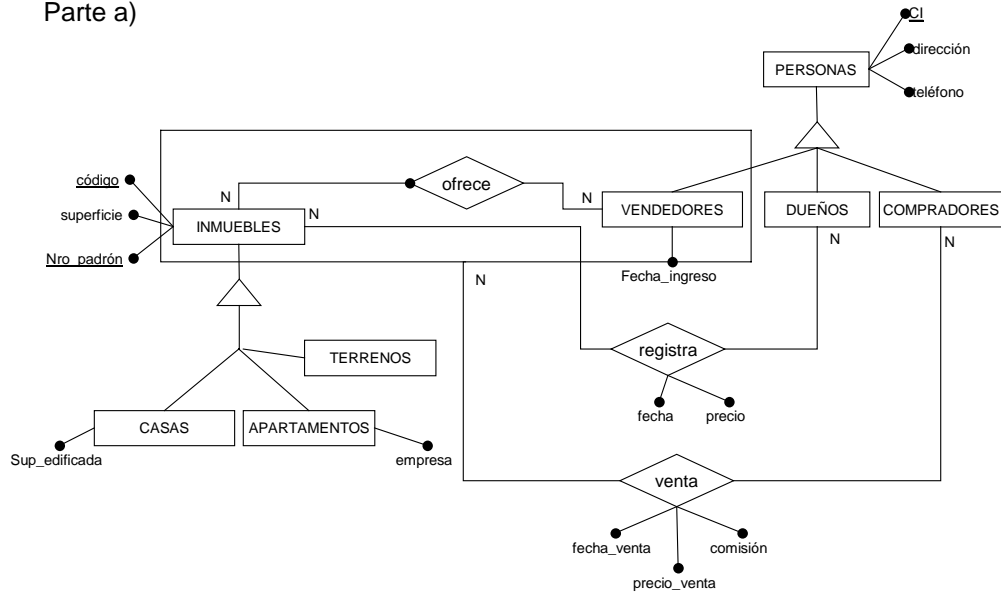 Parte a)
CI
dirección
PERSONAS
teléfono
código
ofrece
N
N
superficie
N
VENDEDORES
DUEÑOS
COMPRADORES
INMUEBLES
N
N
Nro_padrón
N
Fecha_ingreso
registra
TERRENOS
fecha
precio
CASAS
APARTAMENTOS
Sup_edificada
empresa
venta
fecha_venta
comisión
precio_venta